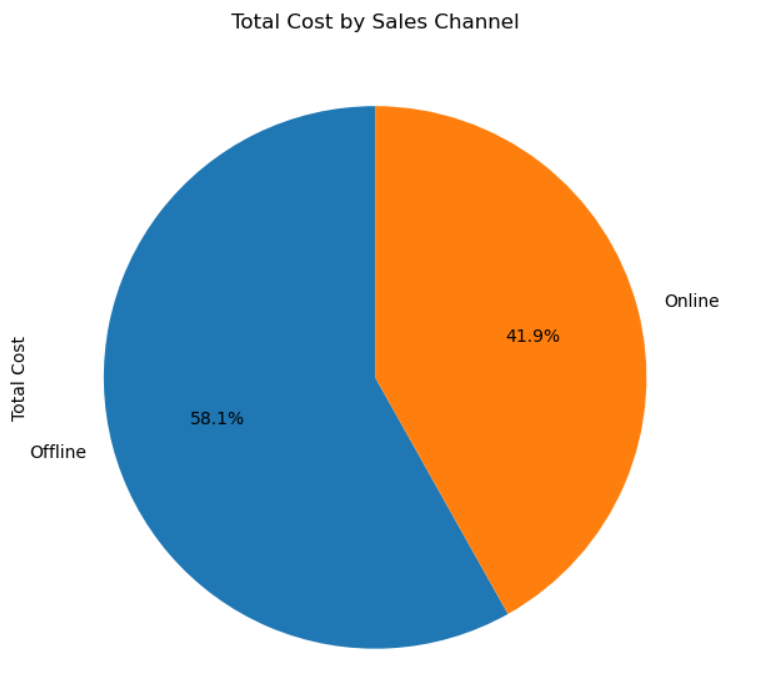 Total Cost by Sales Channel
Online
41.9%
Total Cost
58.1%
Offline